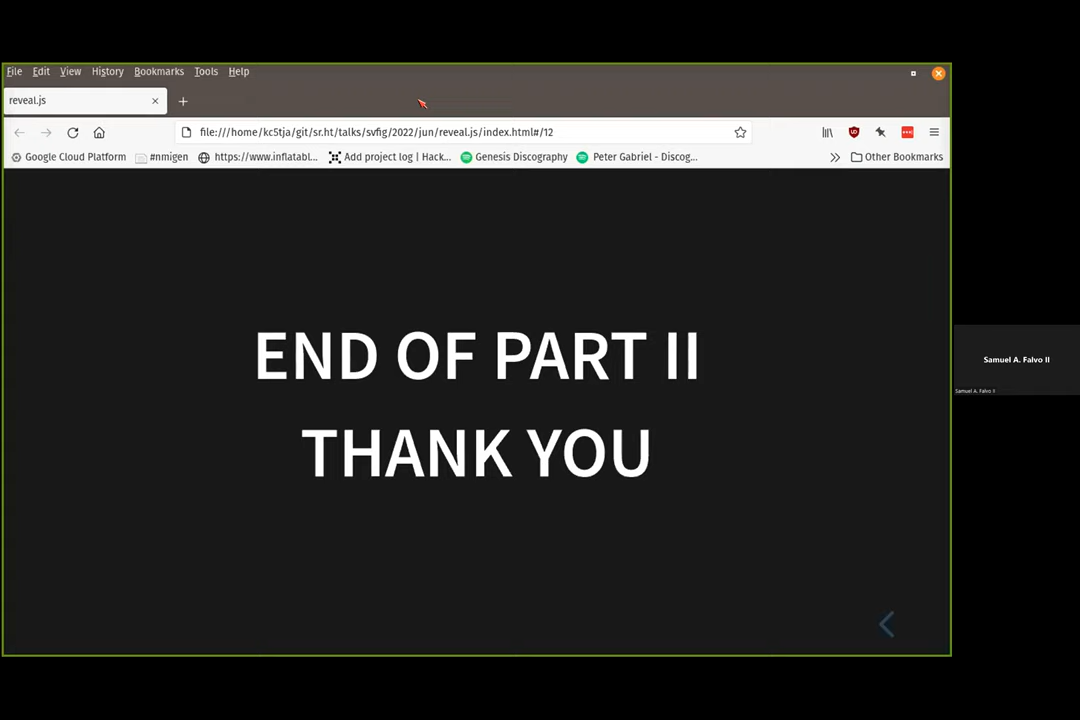 File Edit View History Bookmarks Tools Help
reveal.js
file:///home/kc5tja/git/sr.ht/talks/svfig/2022/jun/reveal.js/index.html#/12
Google Cloud Platform #nmigen https://www.inflatabl... Add project log | Hack... Genesis Discography Peter Gabriel - Discog... Other Bookmarks
END OF PART II
THANK YOU
Samuel A. Falvo II
Samuel A. Falvo II